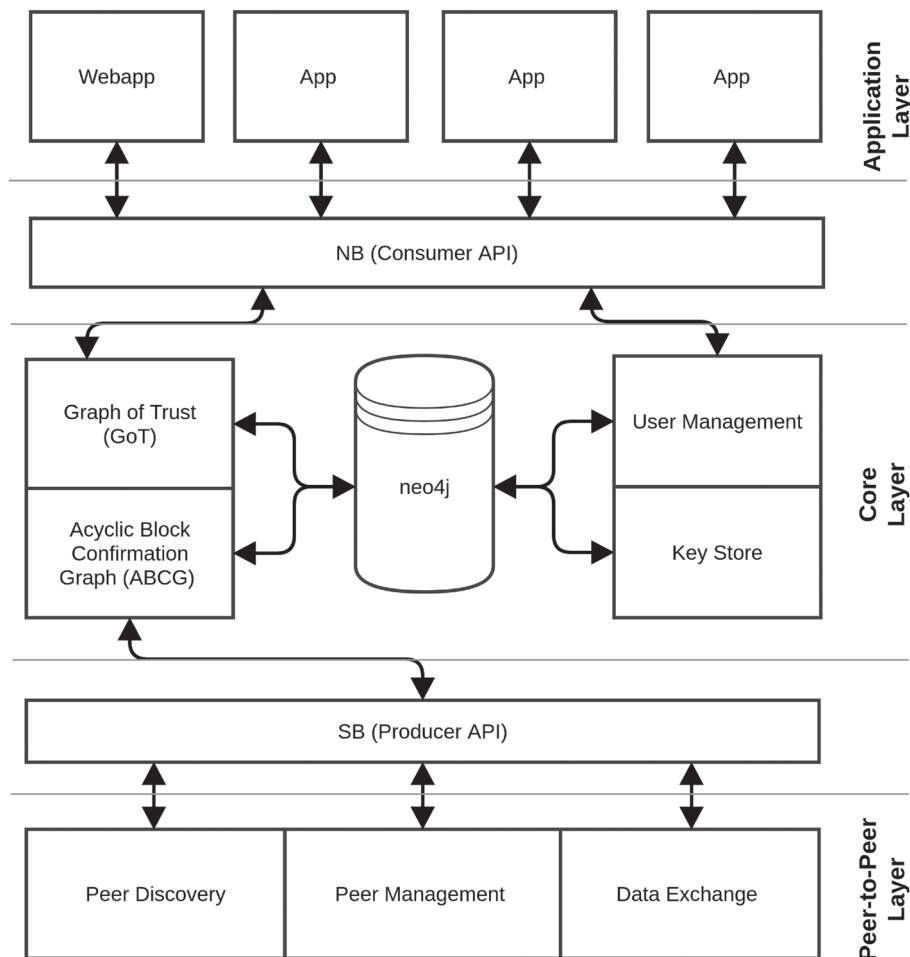 Webapp
App
App
App
Application
Layer
NB (Consumer API)
Graph of Trust
(GoT)
Acyclic Block
Confirmation
Graph (ABCG)
neo4j
User Management
Key Store
Core
Layer
SB (Producer API)
Peer Discovery
Peer Management
Data Exchange
Peer-to-Peer
Layer